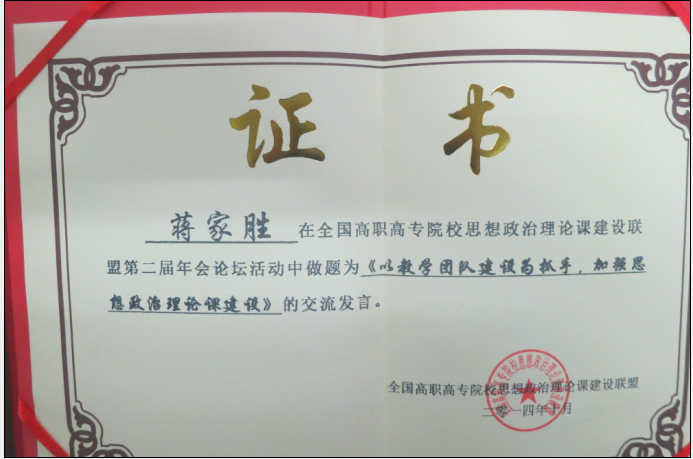 证书
蒋家胜 在全国高职高专院校思想政治理论课建设联
盟第二届年会论坛活动中做题为《以教学团队建设为抓手，加强思
想政治理论课建设》的交流发言。
全国高职高专院校思想政治理论课建设联盟
二零一四年十月